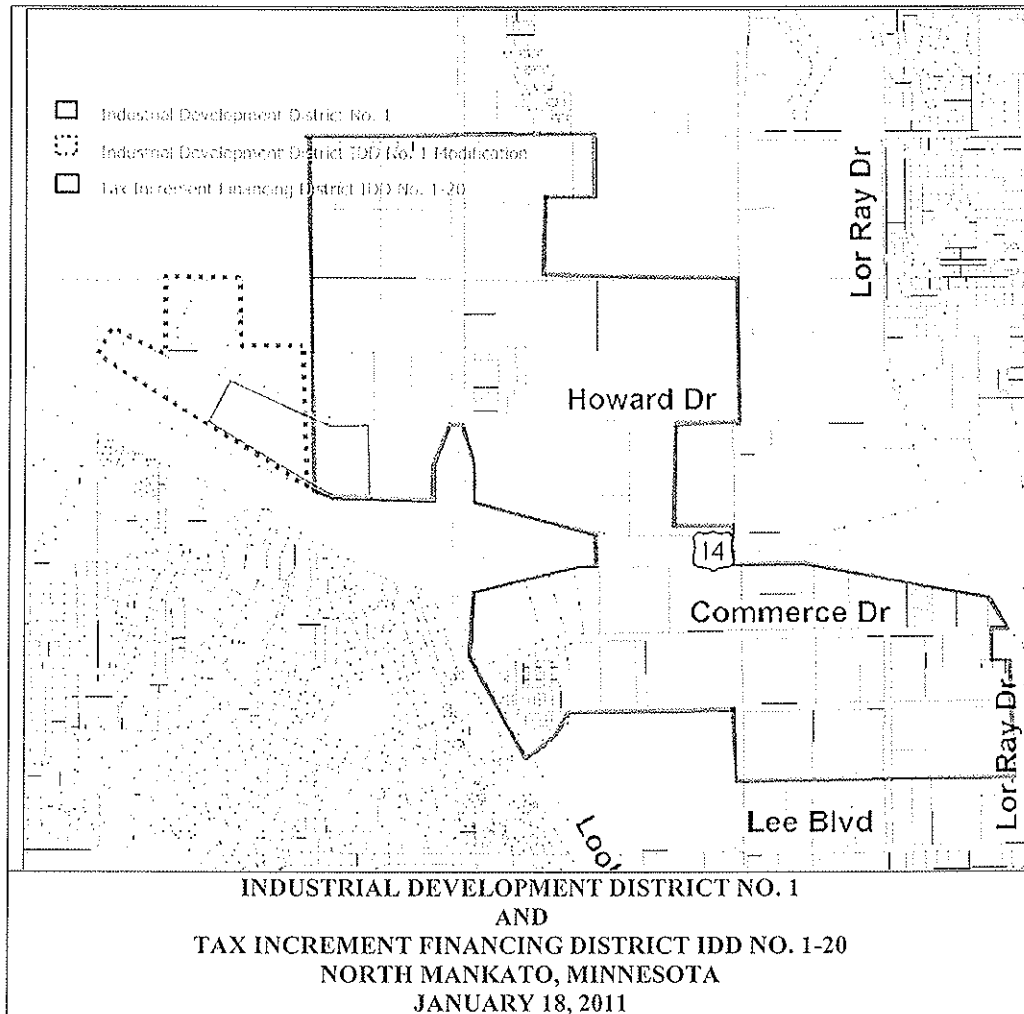 Industrial Development District No. 1
Industrial Development District IDD No. 1 Modification
Tax Increment Financing District IDD No. 1-20
Lor Ray Dr
Howard Dr
14
Commerce Dr
Lor Ray Dr
Lee Blvd
INDUSTRIAL DEVELOPMENT DISTRICT NO. 1
AND
TAX INCREMENT FINANCING DISTRICT IDD NO. 1-20
NORTH MANKATO, MINNESOTA
JANUARY 18, 2011